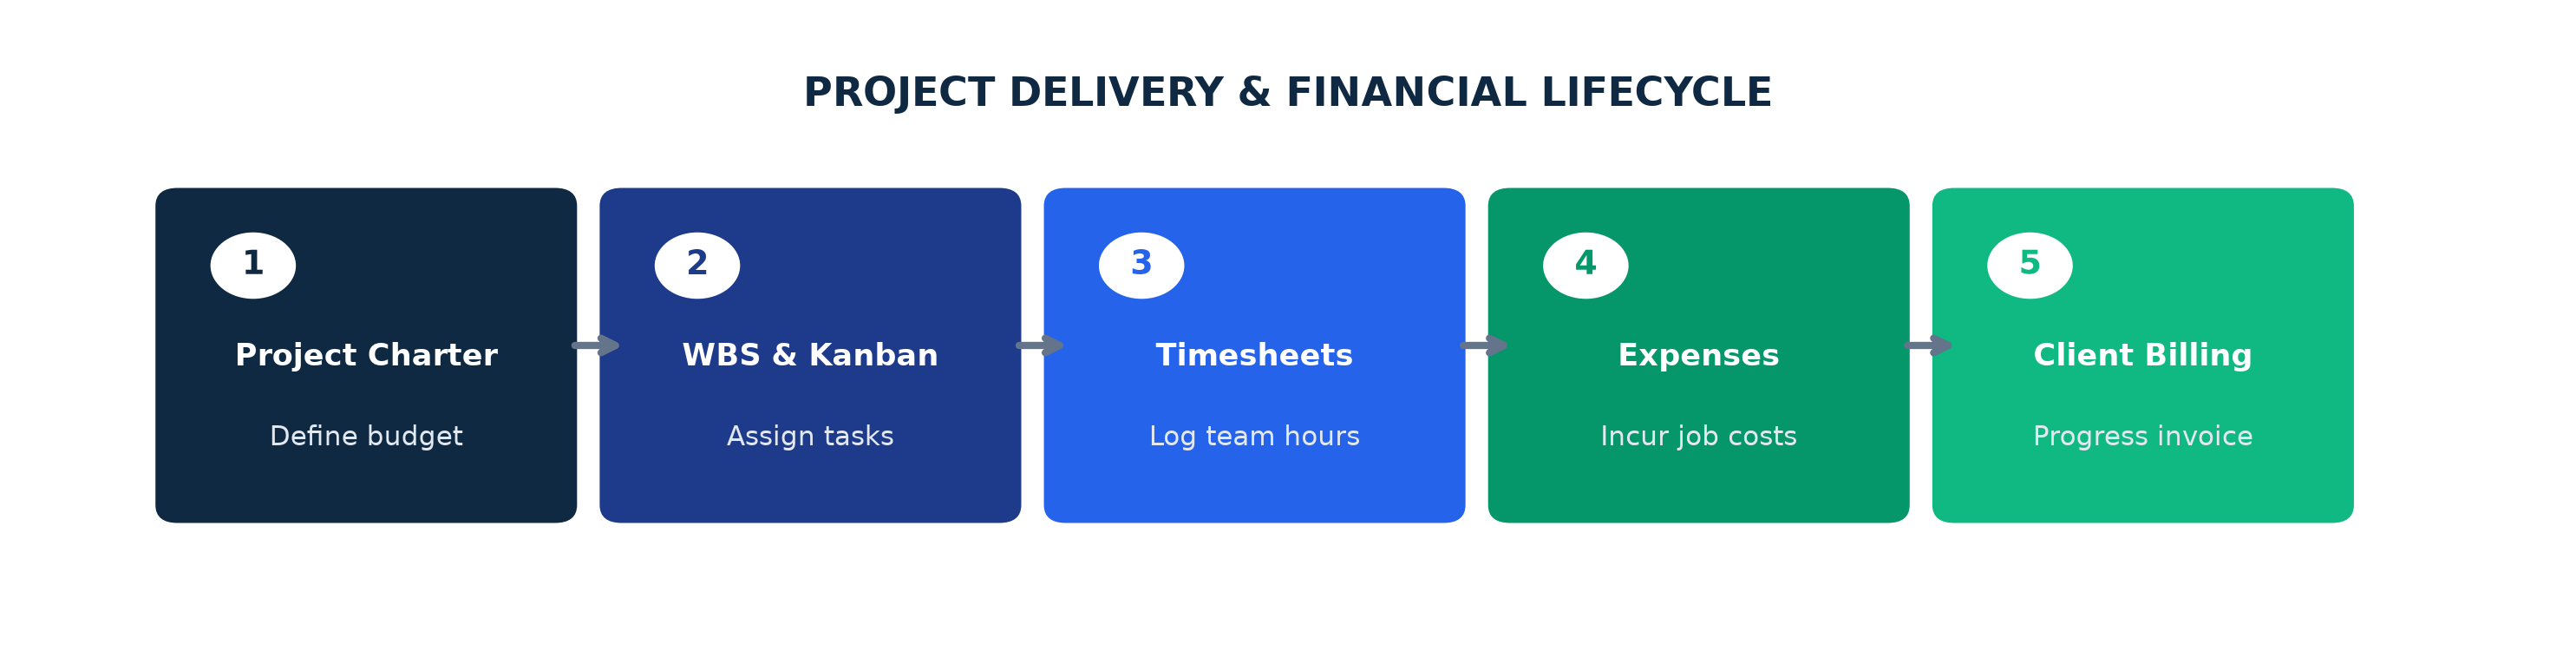 PROJECT DELIVERY & FINANCIAL LIFECYCLE
1
Project Charter
Define budget
2
WBS & Kanban
Assign tasks
3
Timesheets
Log team hours
4
Expenses
Incur job costs
5
Client Billing
Progress invoice